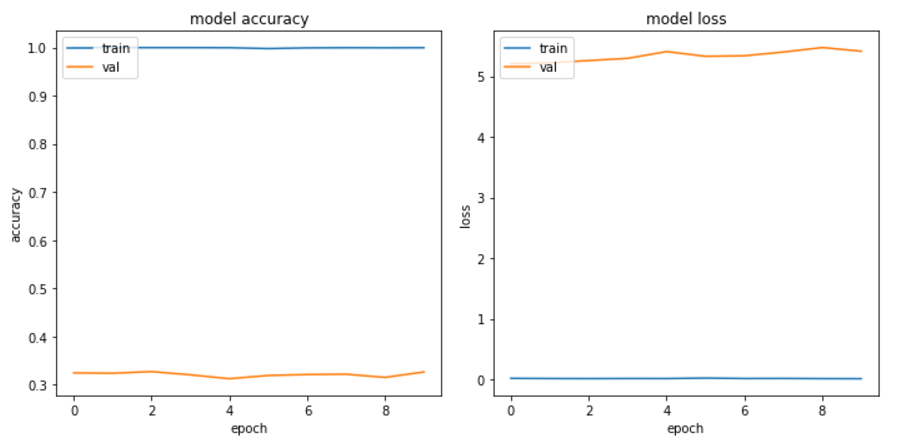 model accuracy
train
val
1.0
0.9
0.8
0.7
0.6
0.5
0.4
0.3
accuracy
0 2 4 6 8
epoch
model loss
train
val
5
4
3
2
1
0
loss
0 2 4 6 8
epoch